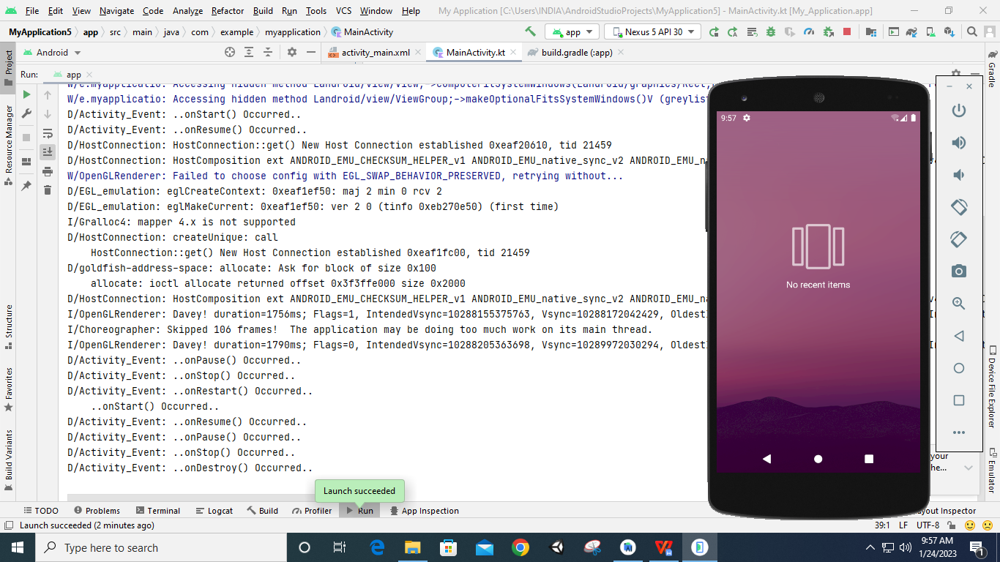 File Edit View Navigate Code Analyze Refactor Build Run Tools VCS Window Help My Application [C:\Users\INDIA\AndroidStudioProjects\MyApplication5] - MainActivity.kt [My_Application.app]
MyApplication5 app src main java com example myapplication MainActivity app Nexus 5 API 30
Android activity_main.xml MainActivity.kt build.gradle (:app)
Run: app
W/e.myapplicatio: Accessing hidden method Landroid/view/View;->computeFitSystemWindows(Landroid/graphics/Rect;
W/e.myapplicatio: Accessing hidden method Landroid/view/ViewGroup;->makeOptionalFitsSystemWindows()V (greylist
D/Activity_Event: ..onStart() Occurred..
D/Activity_Event: ..onResume() Occurred..
D/HostConnection: HostConnection::get() New Host Connection established 0xeaf20610, tid 21459
D/HostConnection: HostComposition ext ANDROID_EMU_CHECKSUM_HELPER_v1 ANDROID_EMU_native_sync_v2 ANDROID_EMU_n
W/OpenGLRenderer: Failed to choose config with EGL_SWAP_BEHAVIOR_PRESERVED, retrying without...
D/EGL_emulation: eglCreateContext: 0xeaf1ef50: maj 2 min 0 rcv 2
D/EGL_emulation: eglMakeCurrent: 0xeaf1ef50: ver 2 0 (tinfo 0xeb270e50) (first time)
I/Gralloc4: mapper 4.x is not supported
D/HostConnection: createUnique: call
HostConnection::get() New Host Connection established 0xeaf1fc00, tid 21459
D/goldfish-address-space: allocate: Ask for block of size 0x100
allocate: ioctl allocate returned offset 0x3f3ffe000 size 0x2000
D/HostConnection: HostComposition ext ANDROID_EMU_CHECKSUM_HELPER_v1 ANDROID_EMU_native_sync_v2 ANDROID_EMU_n
I/OpenGLRenderer: Davey! duration=1756ms; Flags=1, IntendedVsync=10288155375763, Vsync=10288172042429, Oldest
I/Choreographer: Skipped 106 frames!  The application may be doing too much work on its main thread.
I/OpenGLRenderer: Davey! duration=1790ms; Flags=0, IntendedVsync=10288205363698, Vsync=10289972030294, Oldest
D/Activity_Event: ..onPause() Occurred..
D/Activity_Event: ..onStop() Occurred..
D/Activity_Event: ..onRestart() Occurred..
..onStart() Occurred..
D/Activity_Event: ..onResume() Occurred..
D/Activity_Event: ..onPause() Occurred..
D/Activity_Event: ..onStop() Occurred..
D/Activity_Event: ..onDestroy() Occurred..
Launch succeeded
9:57
No recent items
your
he...
Project
Resource Manager
Structure
Favorites
Build Variants
Gradle
Device File Explorer
Emulator
TODO Problems Terminal Logcat Build Profiler Run App Inspection yout Inspector
Launch succeeded (2 minutes ago) 39:1 LF UTF-8
Type here to search
9:57 AM
1/24/2023
1